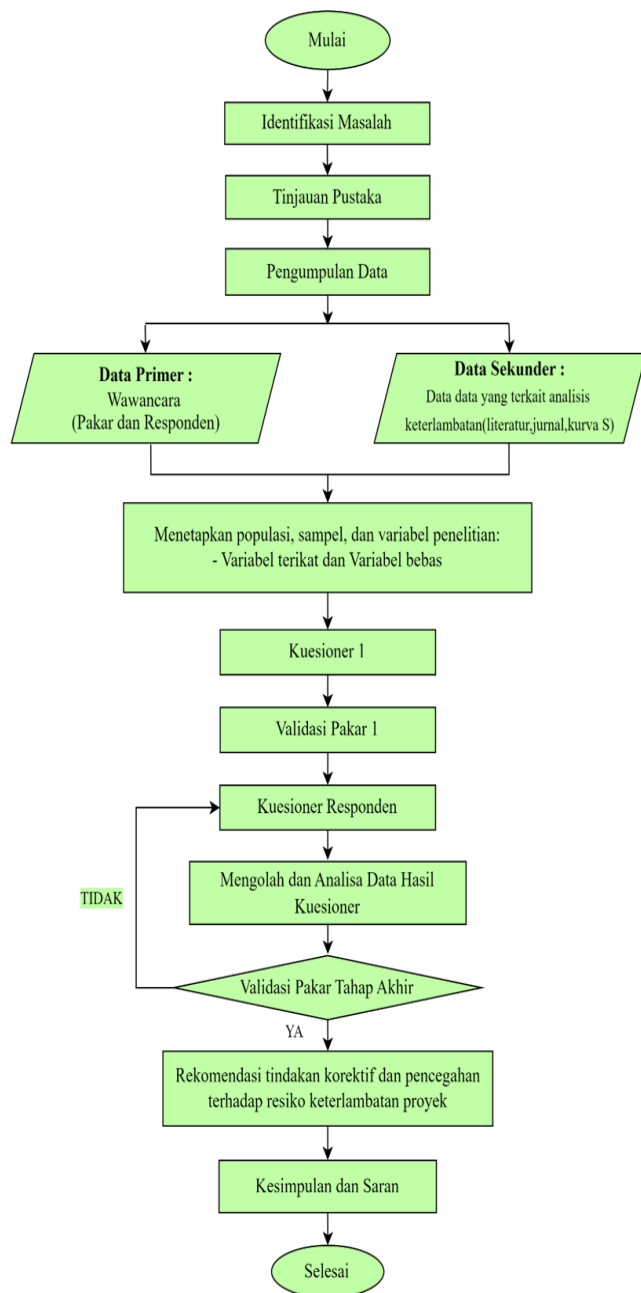 Mulai
Identifikasi Masalah
Tinjauan Pustaka
Pengumpulan Data
Data Primer :
Wawancara
(Pakar dan Responden)
Data Sekunder :
Data data yang terkait analisis
keterlambatan(literatur,jurnal,kurva S)
Menetapkan populasi, sampel, dan variabel penelitian:
- Variabel terikat dan Variabel bebas
Kuesioner 1
Validasi Pakar 1
Kuesioner Responden
Mengolah dan Analisa Data Hasil
Kuesioner
TIDAK
Validasi Pakar Tahap Akhir
YA
Rekomendasi tindakan korektif dan pencegahan
terhadap resiko keterlambatan proyek
Kesimpulan dan Saran
Selesai